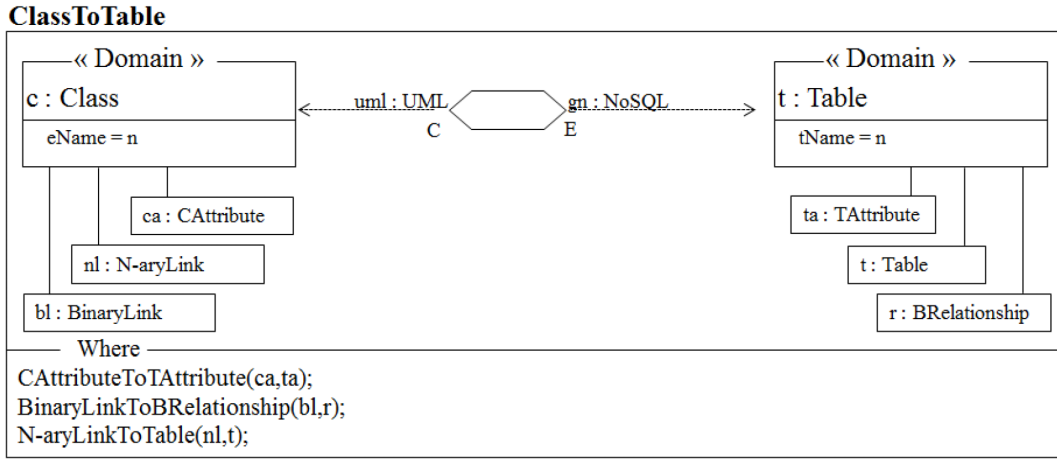 ClassToTable
« Domain »
« Domain »
c : Class
uml : UML
gn : NoSQL
t : Table
C
E
eName = n
tName = n
ca : CAttribute
ta : TAttribute
nl : N-aryLink
t : Table
bl : BinaryLink
r : BRelationship
Where
CAttributeToTAttribute(ca,ta);
BinaryLinkToBRelationship(bl,r);
N-aryLinkToTable(nl,t);